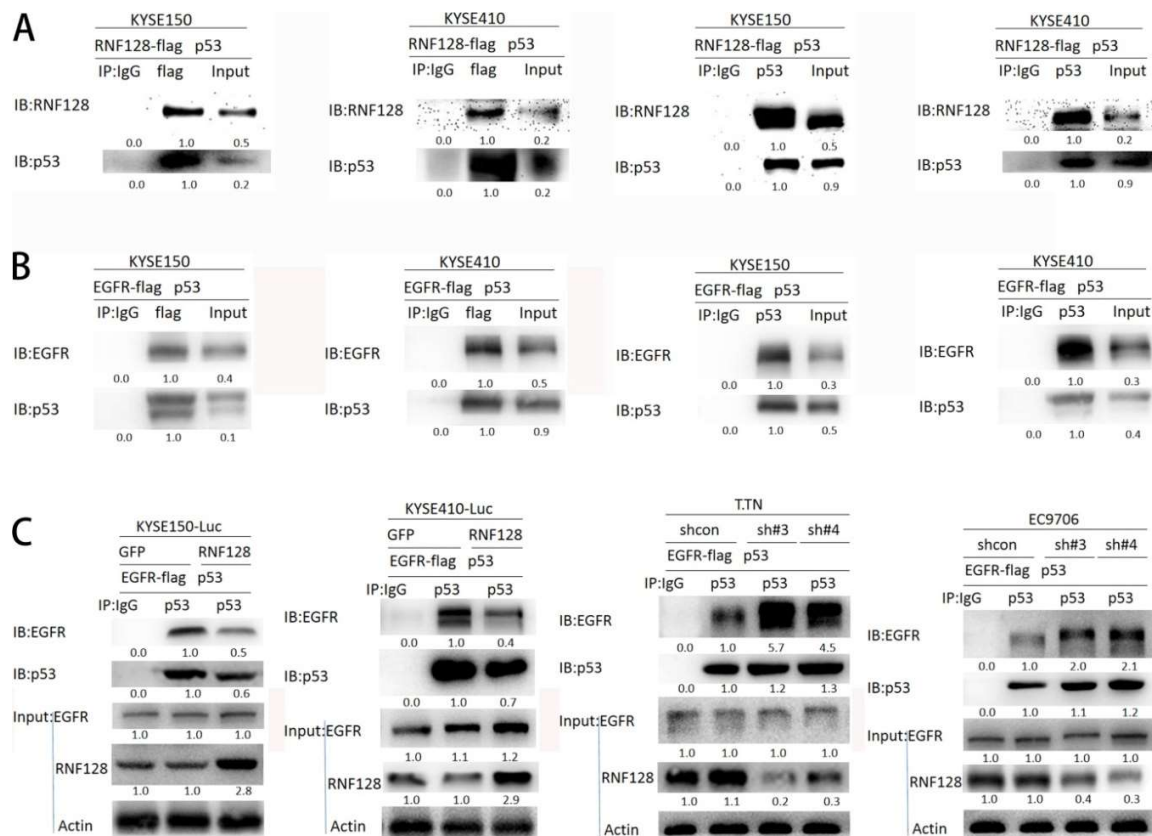 A
KYSE150 KYSE410 KYSE150 KYSE410
RNF128-flag p53 RNF128-flag p53 RNF128-flag p53 RNF128-flag p53
IP:IgG flag Input IP:IgG flag Input IP:IgG p53 Input IP:IgG p53 Input
IB:RNF128 IB:RNF128 IB:RNF128 IB:RNF128
0.0 1.0 0.5 0.0 1.0 0.2 0.0 1.0 0.5 0.0 1.0 0.2
IB:p53 IB:p53 IB:p53 IB:p53
0.0 1.0 0.2 0.0 1.0 0.2 0.0 1.0 0.9 0.0 1.0 0.9
B
KYSE150 KYSE410 KYSE150 KYSE410
EGFR-flag p53 EGFR-flag p53 EGFR-flag p53 EGFR-flag p53
IP:IgG flag Input IP:IgG flag Input IP:IgG p53 Input IP:IgG p53 Input
IB:EGFR IB:EGFR IB:EGFR IB:EGFR
0.0 1.0 0.4 0.0 1.0 0.5 0.0 1.0 0.3 0.0 1.0 0.3
IB:p53 IB:p53 IB:p53 IB:p53
0.0 1.0 0.1 0.0 1.0 0.9 0.0 1.0 0.5 0.0 1.0 0.4
C
KYSE150-Luc KYSE410-Luc T.TN EC9706
GFP RNF128 GFP RNF128 shcon sh#3 sh#4 shcon sh#3 sh#4
EGFR-flag p53 EGFR-flag p53 EGFR-flag p53 EGFR-flag p53
IP:IgG p53 p53 IP:IgG p53 p53 IP:IgG p53 p53 p53 IP:IgG p53 p53 p53
IB:EGFR IB:EGFR IB:EGFR IB:EGFR
0.0 1.0 0.5 0.0 1.0 0.4 0.0 1.0 5.7 4.5 0.0 1.0 2.0 2.1
IB:p53 IB:p53 IB:p53 IB:p53
0.0 1.0 0.6 0.0 1.0 0.7 0.0 1.0 1.2 1.3 0.0 1.0 1.1 1.2
Input:EGFR Input:EGFR Input:EGFR Input:EGFR
1.0 1.0 1.0 1.0 1.1 1.2 1.0 1.0 1.0 1.0 1.0 1.0 1.0 1.0
RNF128 RNF128 RNF128 RNF128
1.0 1.0 2.8 1.0 1.0 2.9 1.0 1.1 0.2 0.3 1.0 1.0 0.4 0.3
Actin Actin Actin Actin